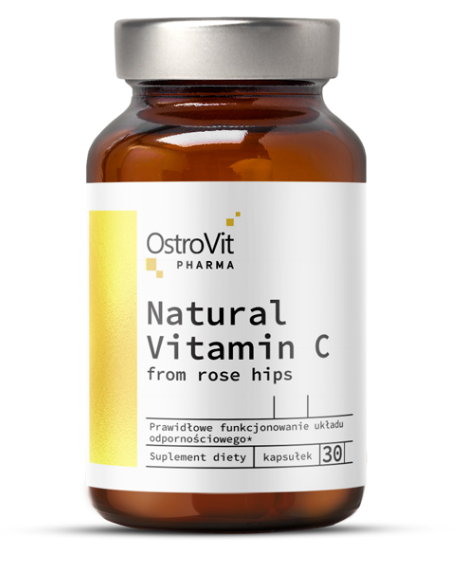 OstroVit
PHARMA
Natural
Vitamin C
from rose hips
Prawidłowe funkcjonowanie układu
odpornościowego*
Suplement diety kapsułek 30